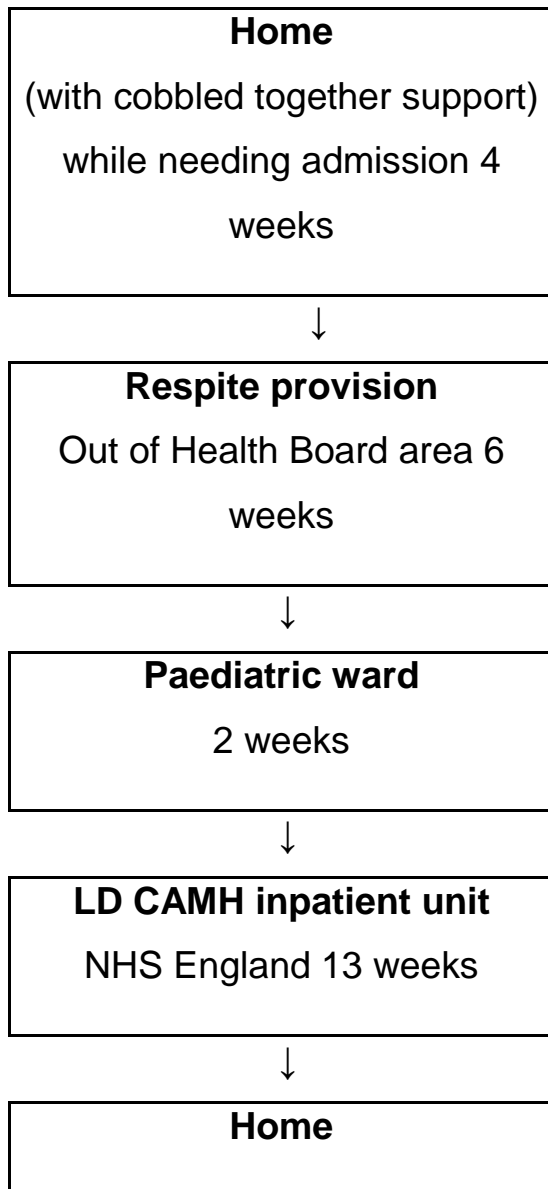 Home
(with cobbled together support)
while needing admission 4
weeks
↓
Respite provision
Out of Health Board area 6
weeks
↓
Paediatric ward
2 weeks
↓
LD CAMH inpatient unit
NHS England 13 weeks
↓
Home